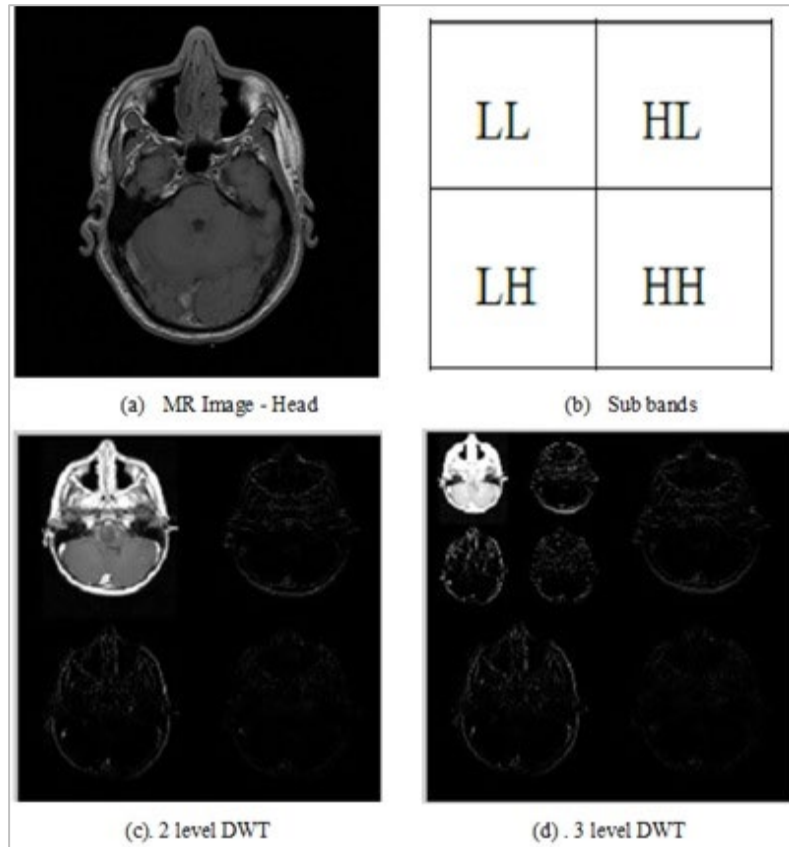 LL HL
LH HH
(a) MR Image - Head
(b) Sub bands
(c). 2 level DWT
(d) . 3 level DWT